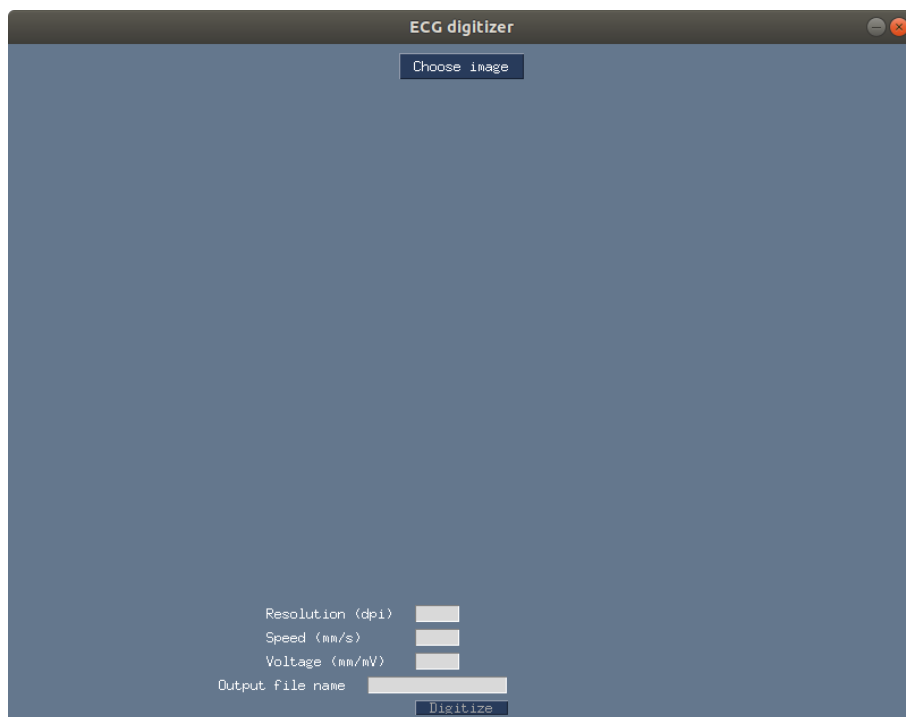 ECG digitizer
Choose image
Resolution (dpi)
Speed (mm/s)
Voltage (mm/mV)
Output file name
Digitize